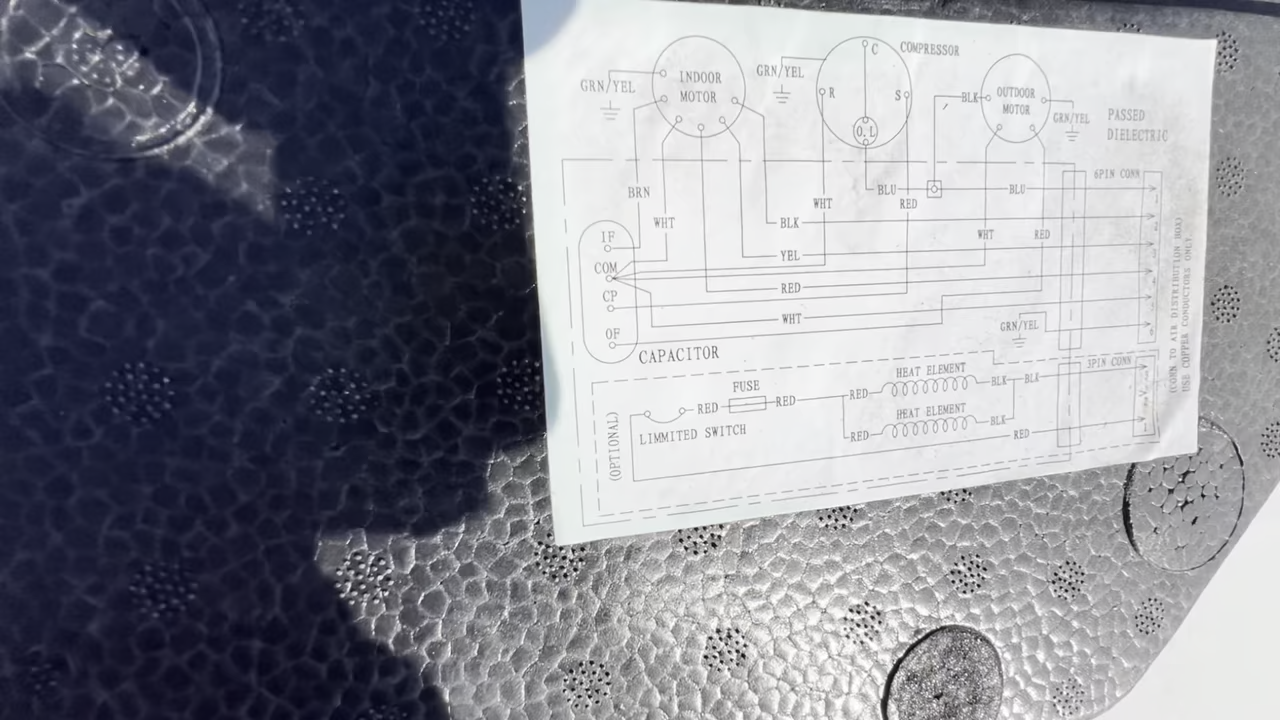 INDOOR
MOTOR
GRN/YEL
GRN/YEL
C
COMPRESSOR
R
S
O.L
BLK
OUTDOOR
MOTOR
GRN/YEL
PASSED
DIELECTRIC
6PIN CONN
BRN
WHT
WHT
BLU
RED
BLU
BLK
WHT
RED
YEL
RED
WHT
IF
COM
CP
OF
CAPACITOR
GRN/YEL
(CONN TO AIR DISTRIBUTION BOX)
USE COPPER CONDUCTORS ONLY.
3PIN CONN
FUSE
HEAT ELEMENT
RED
RED
RED
BLK
BLK
LIMMITED SWITCH
HEAT ELEMENT
RED
BLK
RED
(OPTIONAL)